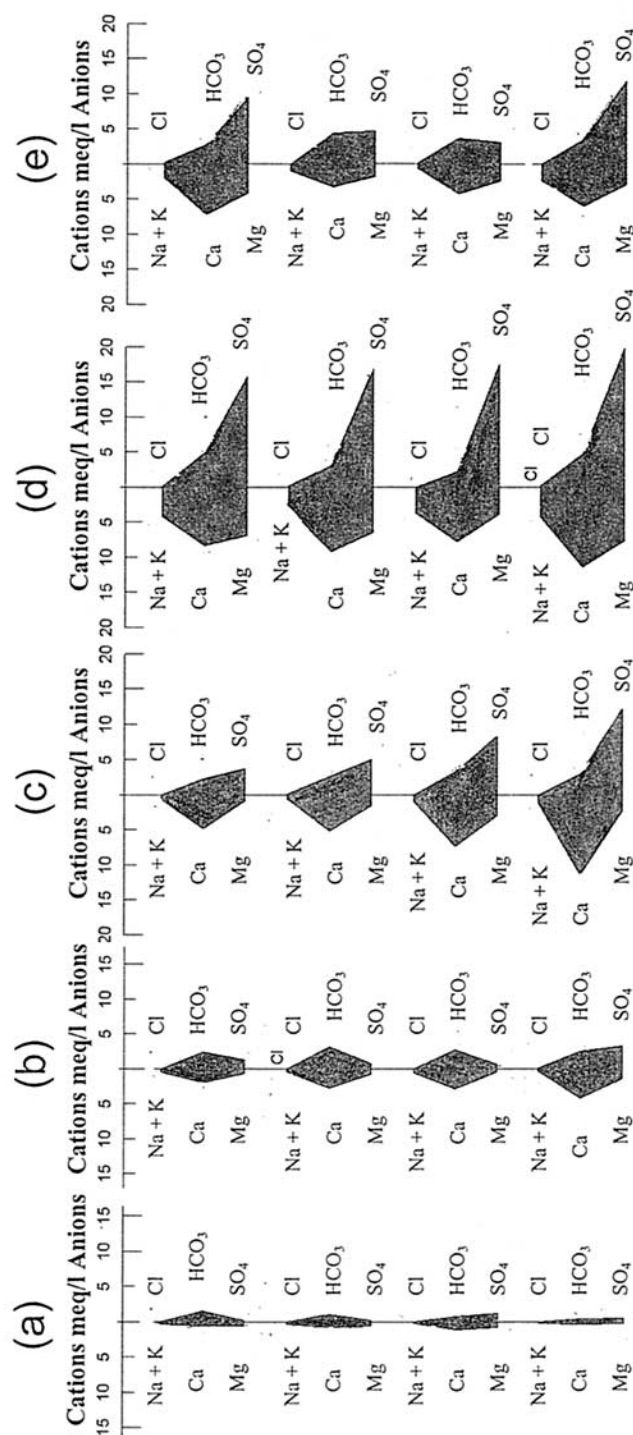 (a)
Cations meq/l Anions
15 10 5 5 10 15
Na + K Cl
Ca HCO₃
Mg SO₄
Na + K Cl
Ca HCO₃
Mg SO₄
Na + K Cl
Ca HCO₃
Mg SO₄
Na + K Cl
Ca HCO₃
Mg SO₄
(b)
Cations meq/l Anions
15 10 5 5 10 15
Na + K Cl
Ca HCO₃
Mg SO₄
Cl
Na + K Cl
Ca HCO₃
Mg SO₄
Na + K Cl
Ca HCO₃
Mg SO₄
Na + K Cl
Ca HCO₃
Mg SO₄
(c)
Cations meq/l Anions
20 15 10 5 5 10 15 20
Na + K Cl
Ca HCO₃
Mg SO₄
Na + K Cl
Ca HCO₃
Mg SO₄
Na + K Cl
Ca HCO₃
Mg SO₄
Na + K Cl
Ca HCO₃
Mg SO₄
(d)
Cations meq/l Anions
20 15 10 5 5 10 15 20
Na + K Cl
Ca HCO₃
Mg SO₄
Na + K Cl
Ca HCO₃
Mg SO₄
Na + K Cl
Ca HCO₃
Mg SO₄
Cl
Na + K Cl
Ca HCO₃
Mg SO₄
(e)
Cations meq/l Anions
20 15 10 5 5 10 15 20
Na + K Cl
Ca HCO₃
Mg SO₄
Na + K Cl
Ca HCO₃
Mg SO₄
Na + K Cl
Ca HCO₃
Mg SO₄
Na + K Cl
Ca HCO₃
Mg SO₄